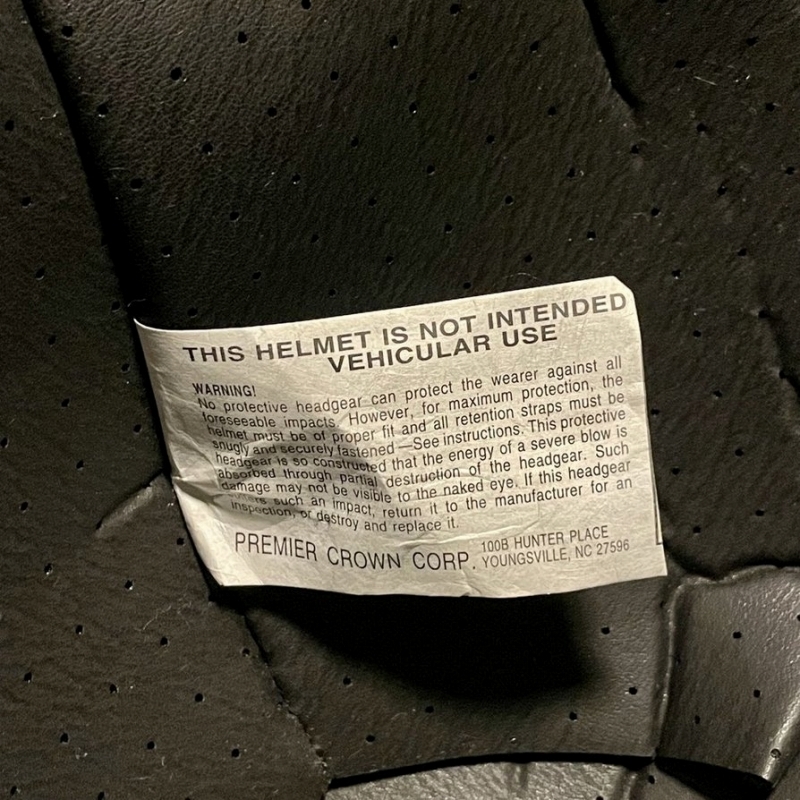 THIS HELMET IS NOT INTENDED
VEHICULAR USE
WARNING!
No protective headgear can protect the wearer against all
foreseeable impacts. However, for maximum protection, the
helmet must be of proper fit and all retention straps must be
snugly and securely fastened —See instructions. This protective
headgear is so constructed that the energy of a severe blow is
absorbed through partial destruction of the headgear. Such
damage may not be visible to the naked eye. If this headgear
such an impact, return it to the manufacturer for an
inspection, or destroy and replace it.
PREMIER CROWN CORP. 100B HUNTER PLACE
YOUNGSVILLE, NC 27596